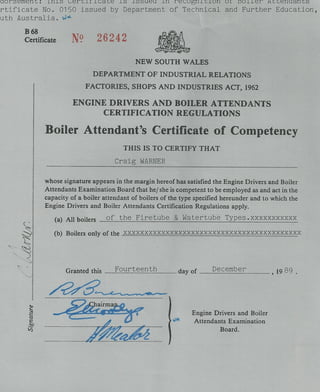 dorsement: This Certificate is issued in recognition of Boiler Attendants
rtificate No. 0150 issued by Department of Technical and Further Education,
uth Australia.
B 68
Certificate
No 26242
NEW SOUTH WALES
DEPARTMENT OF INDUSTRIAL RELATIONS
FACTORIES, SHOPS AND INDUSTRIES ACT, 1962
ENGINE DRIVERS AND BOILER ATTENDANTS
CERTIFICATION REGULATIONS
Boiler Attendant's Certificate of Competency
THIS IS TO CERTIFY THAT
Craig WARNER
whose signature appears in the margin hereof has satisfied the Engine Drivers and Boiler
Attendants Examination Board that he/she is competent to be employed as and act in the
capacity of a boiler attendant of boilers of the type specified hereunder and to which the
Engine Drivers and Boiler Attendants Certification Regulations apply.
(a) All boilers of the Firetube & Watertube Types.xxxxxxxxxxx
(b) Boilers only of the xxxxxxxxxxxxxxxxxxxxxxxxxxxxxxxxxxxxxxxxxx
Granted this Fourteenth day of December, 1989.
Chairman
Engine Drivers and Boiler
Attendants Examination
Board.
Signature
C Warner